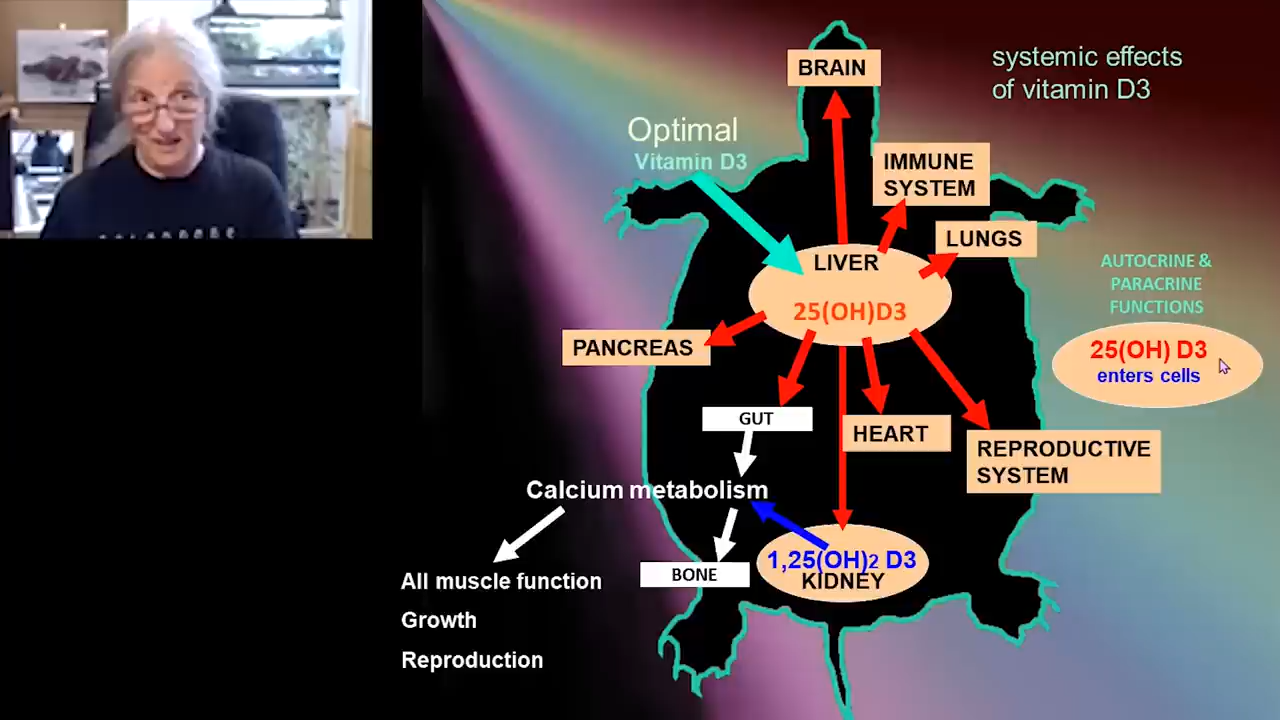 systemic effects
of vitamin D3
BRAIN
Optimal
Vitamin D3
IMMUNE
SYSTEM
LUNGS
LIVER
25(OH)D3
AUTOCRINE &
PARACRINE
FUNCTIONS
25(OH) D3
enters cells
PANCREAS
GUT
HEART
REPRODUCTIVE
SYSTEM
Calcium metabolism
BONE
1,25(OH)2 D3
KIDNEY
All muscle function
Growth
Reproduction